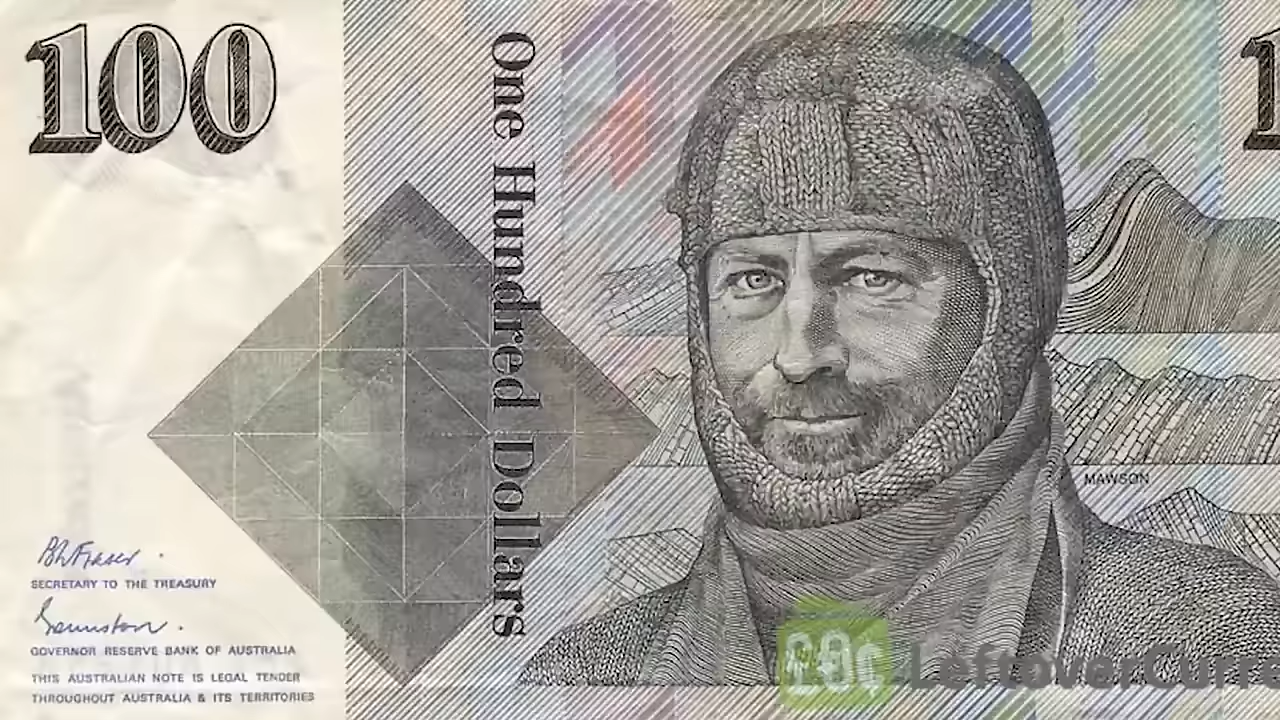 100
One Hundred Dollars
MAWSON
SECRETARY TO THE TREASURY
GOVERNOR RESERVE BANK OF AUSTRALIA
THIS AUSTRALIAN NOTE IS LEGAL TENDER
THROUGHOUT AUSTRALIA & ITS TERRITORIES
LeftoverCurre